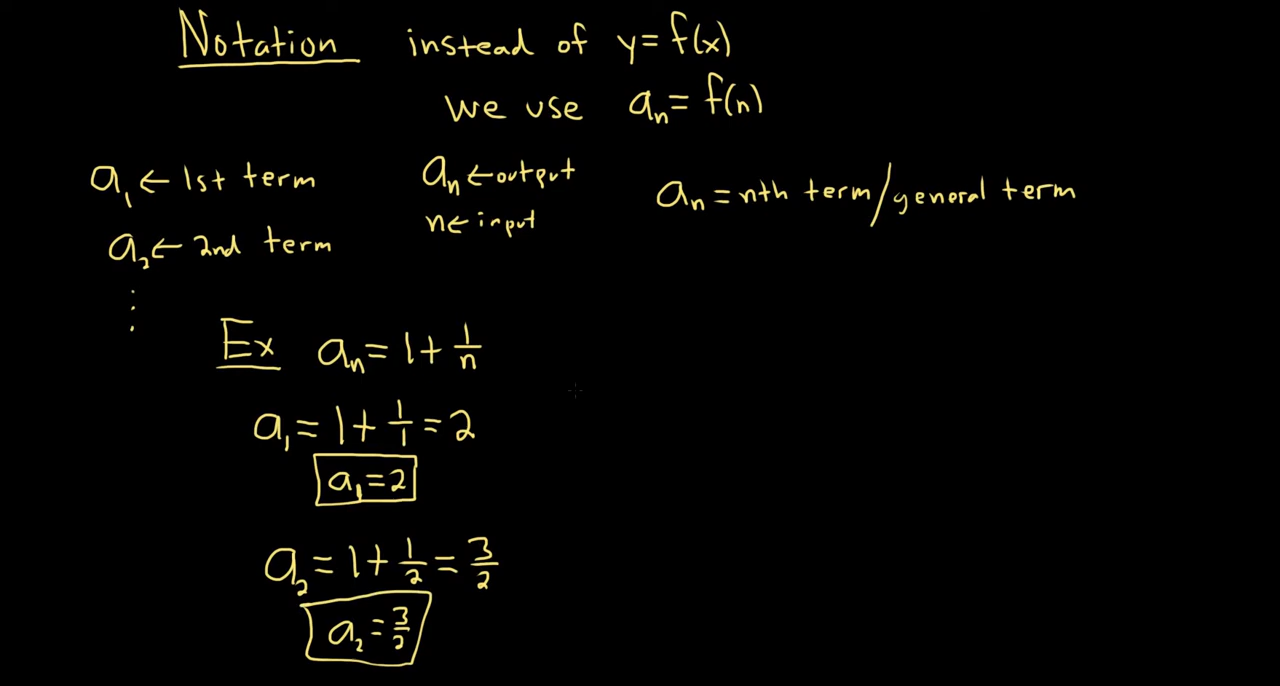 Notation instead of y = f(x)
we use aₙ = f(n)
a₁ ← 1st term
a₂ ← 2nd term
⋮
aₙ ← output
n ← input
aₙ = nth term/general term
Ex aₙ = 1 + 1/n
a₁ = 1 + 1/1 = 2
a₁ = 2
a₂ = 1 + 1/2 = 3/2
a₂ = 3/2